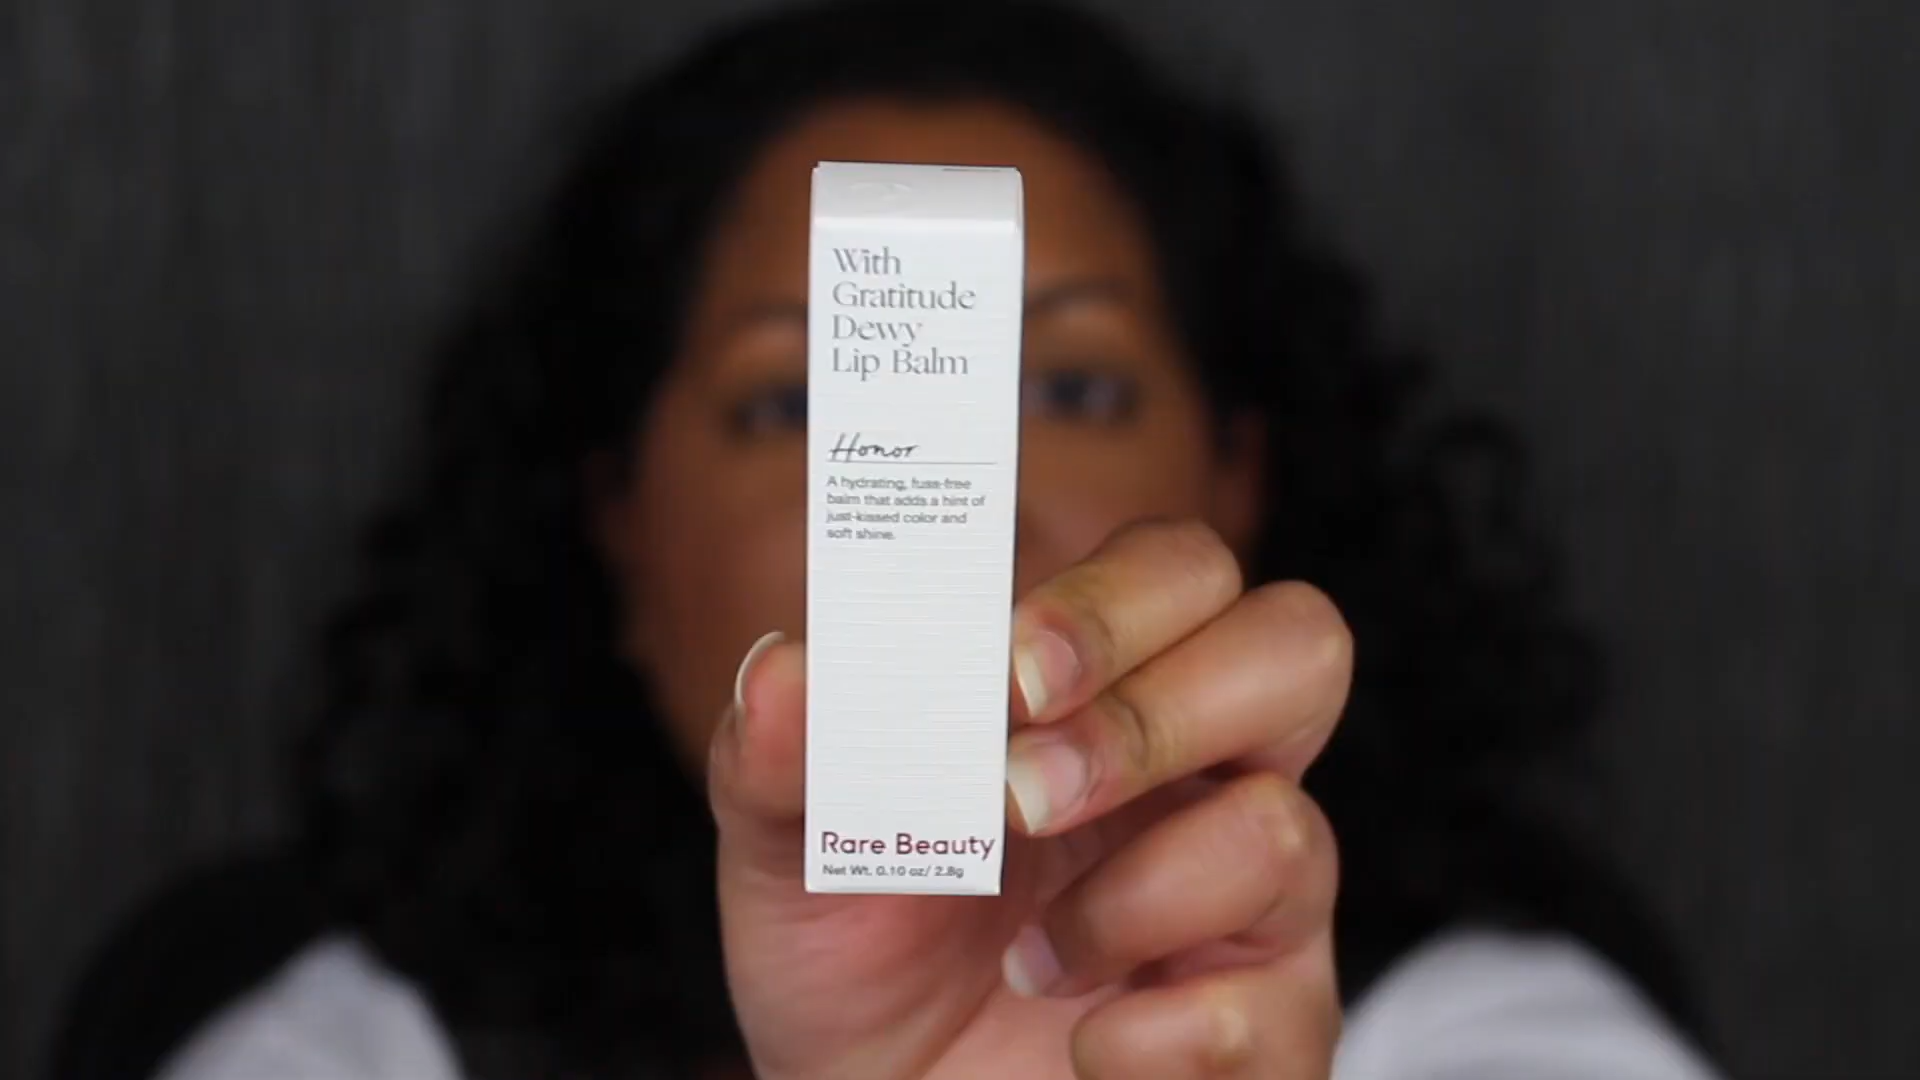 With
Gratitude
Dewy
Lip Balm
Honor
A hydrating, fuss-free
balm that adds a hint of
just-kissed color and
soft shine.
Rare Beauty
Net Wt. 0.10 oz/ 2.8g